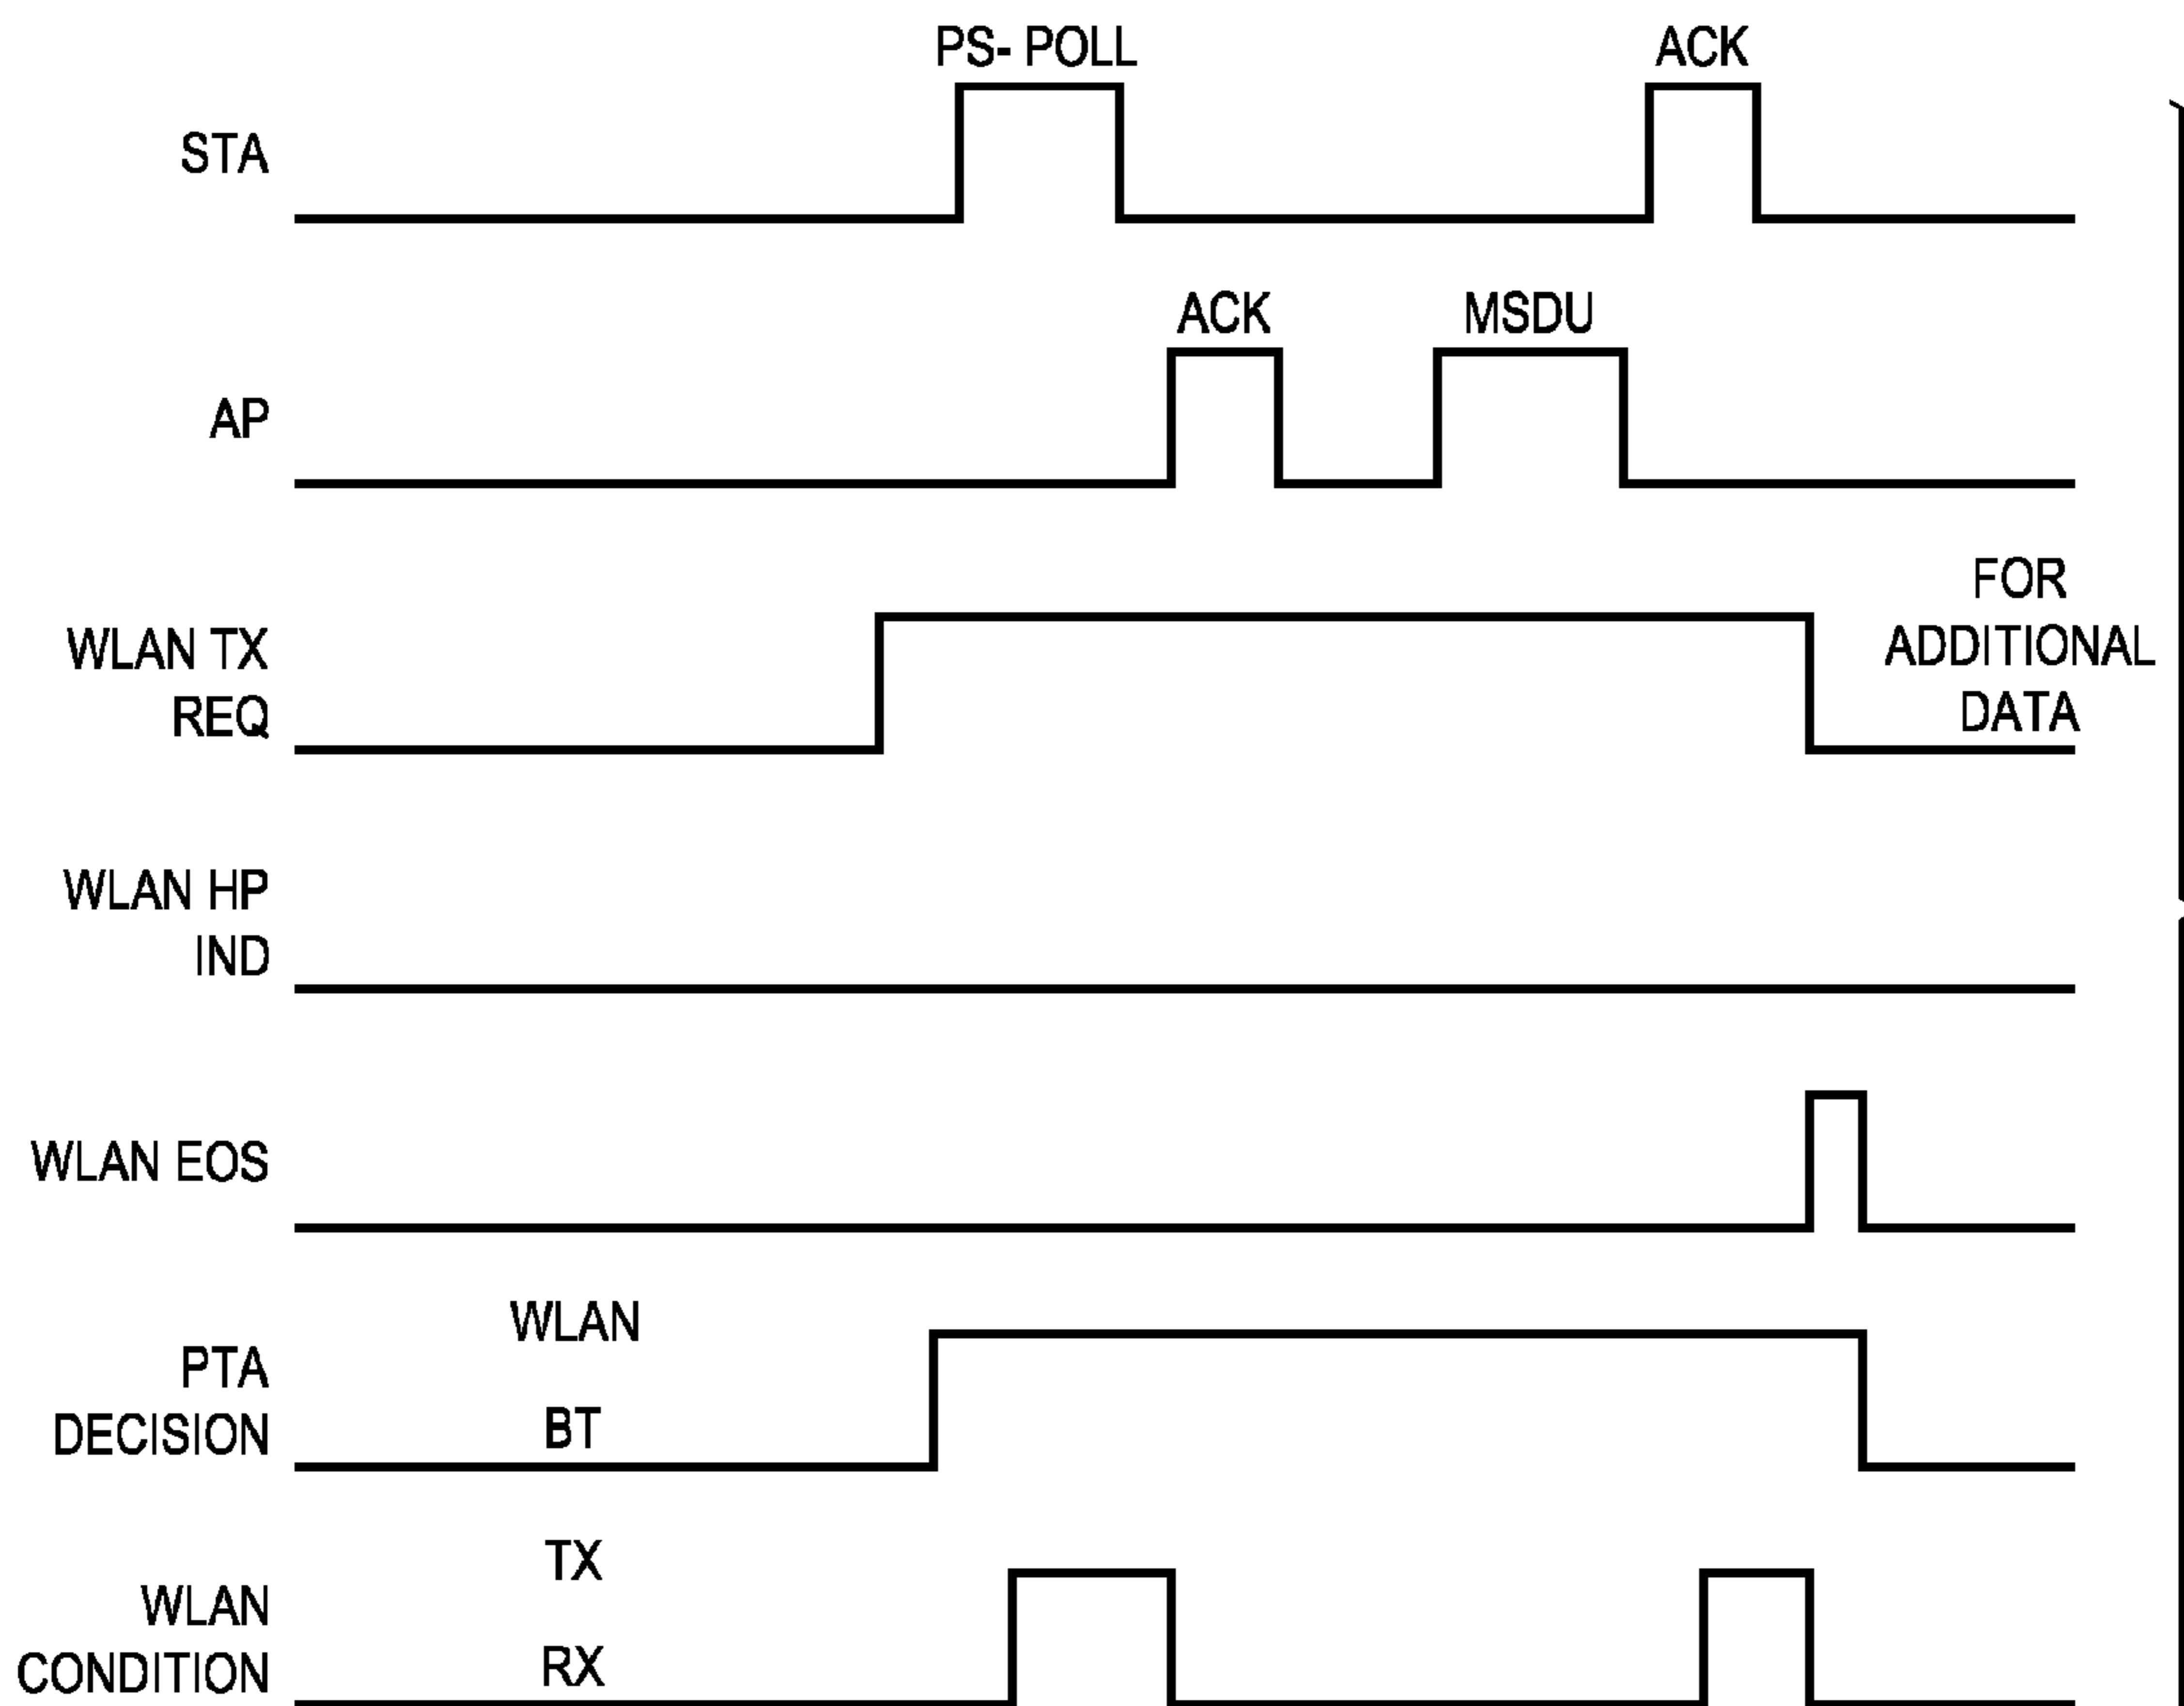 PS- POLL
ACK
STA
ACK
MSDU
AP
FOR
ADDITIONAL
DATA
WLAN TX
REQ
WLAN HP
IND
WLAN EOS
WLAN
BT
PTA
DECISION
TX
RX
WLAN
CONDITION